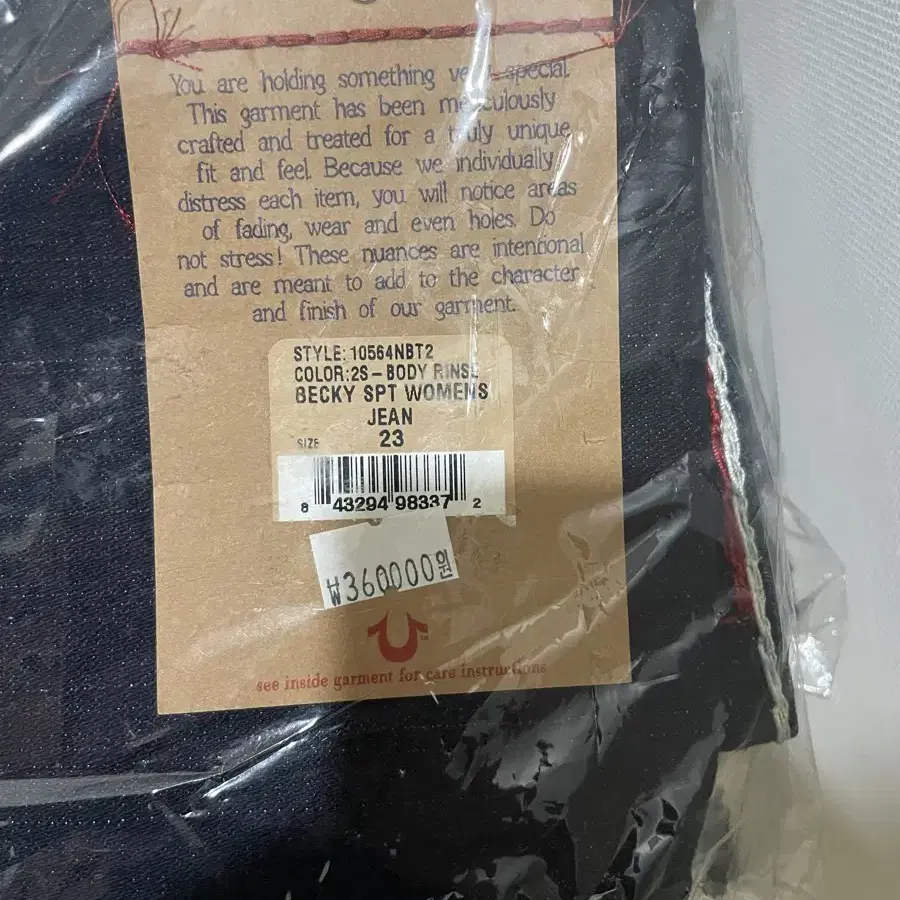 You are holding something very special.
This garment has been meticulously
crafted and treated for a truly unique
fit and feel. Because we individually
distress each item, you will notice areas
of fading, wear and even holes. Do
not stress! These nuances are intentional
and are meant to add to the character
and finish of our garment.
STYLE: 10564NBT2
COLOR:2S-BODY RINSE
BECKY SPT WOMENS
JEAN
SIZE 23
8 43294 98337 2
₩360000원
see inside garment for care instructions